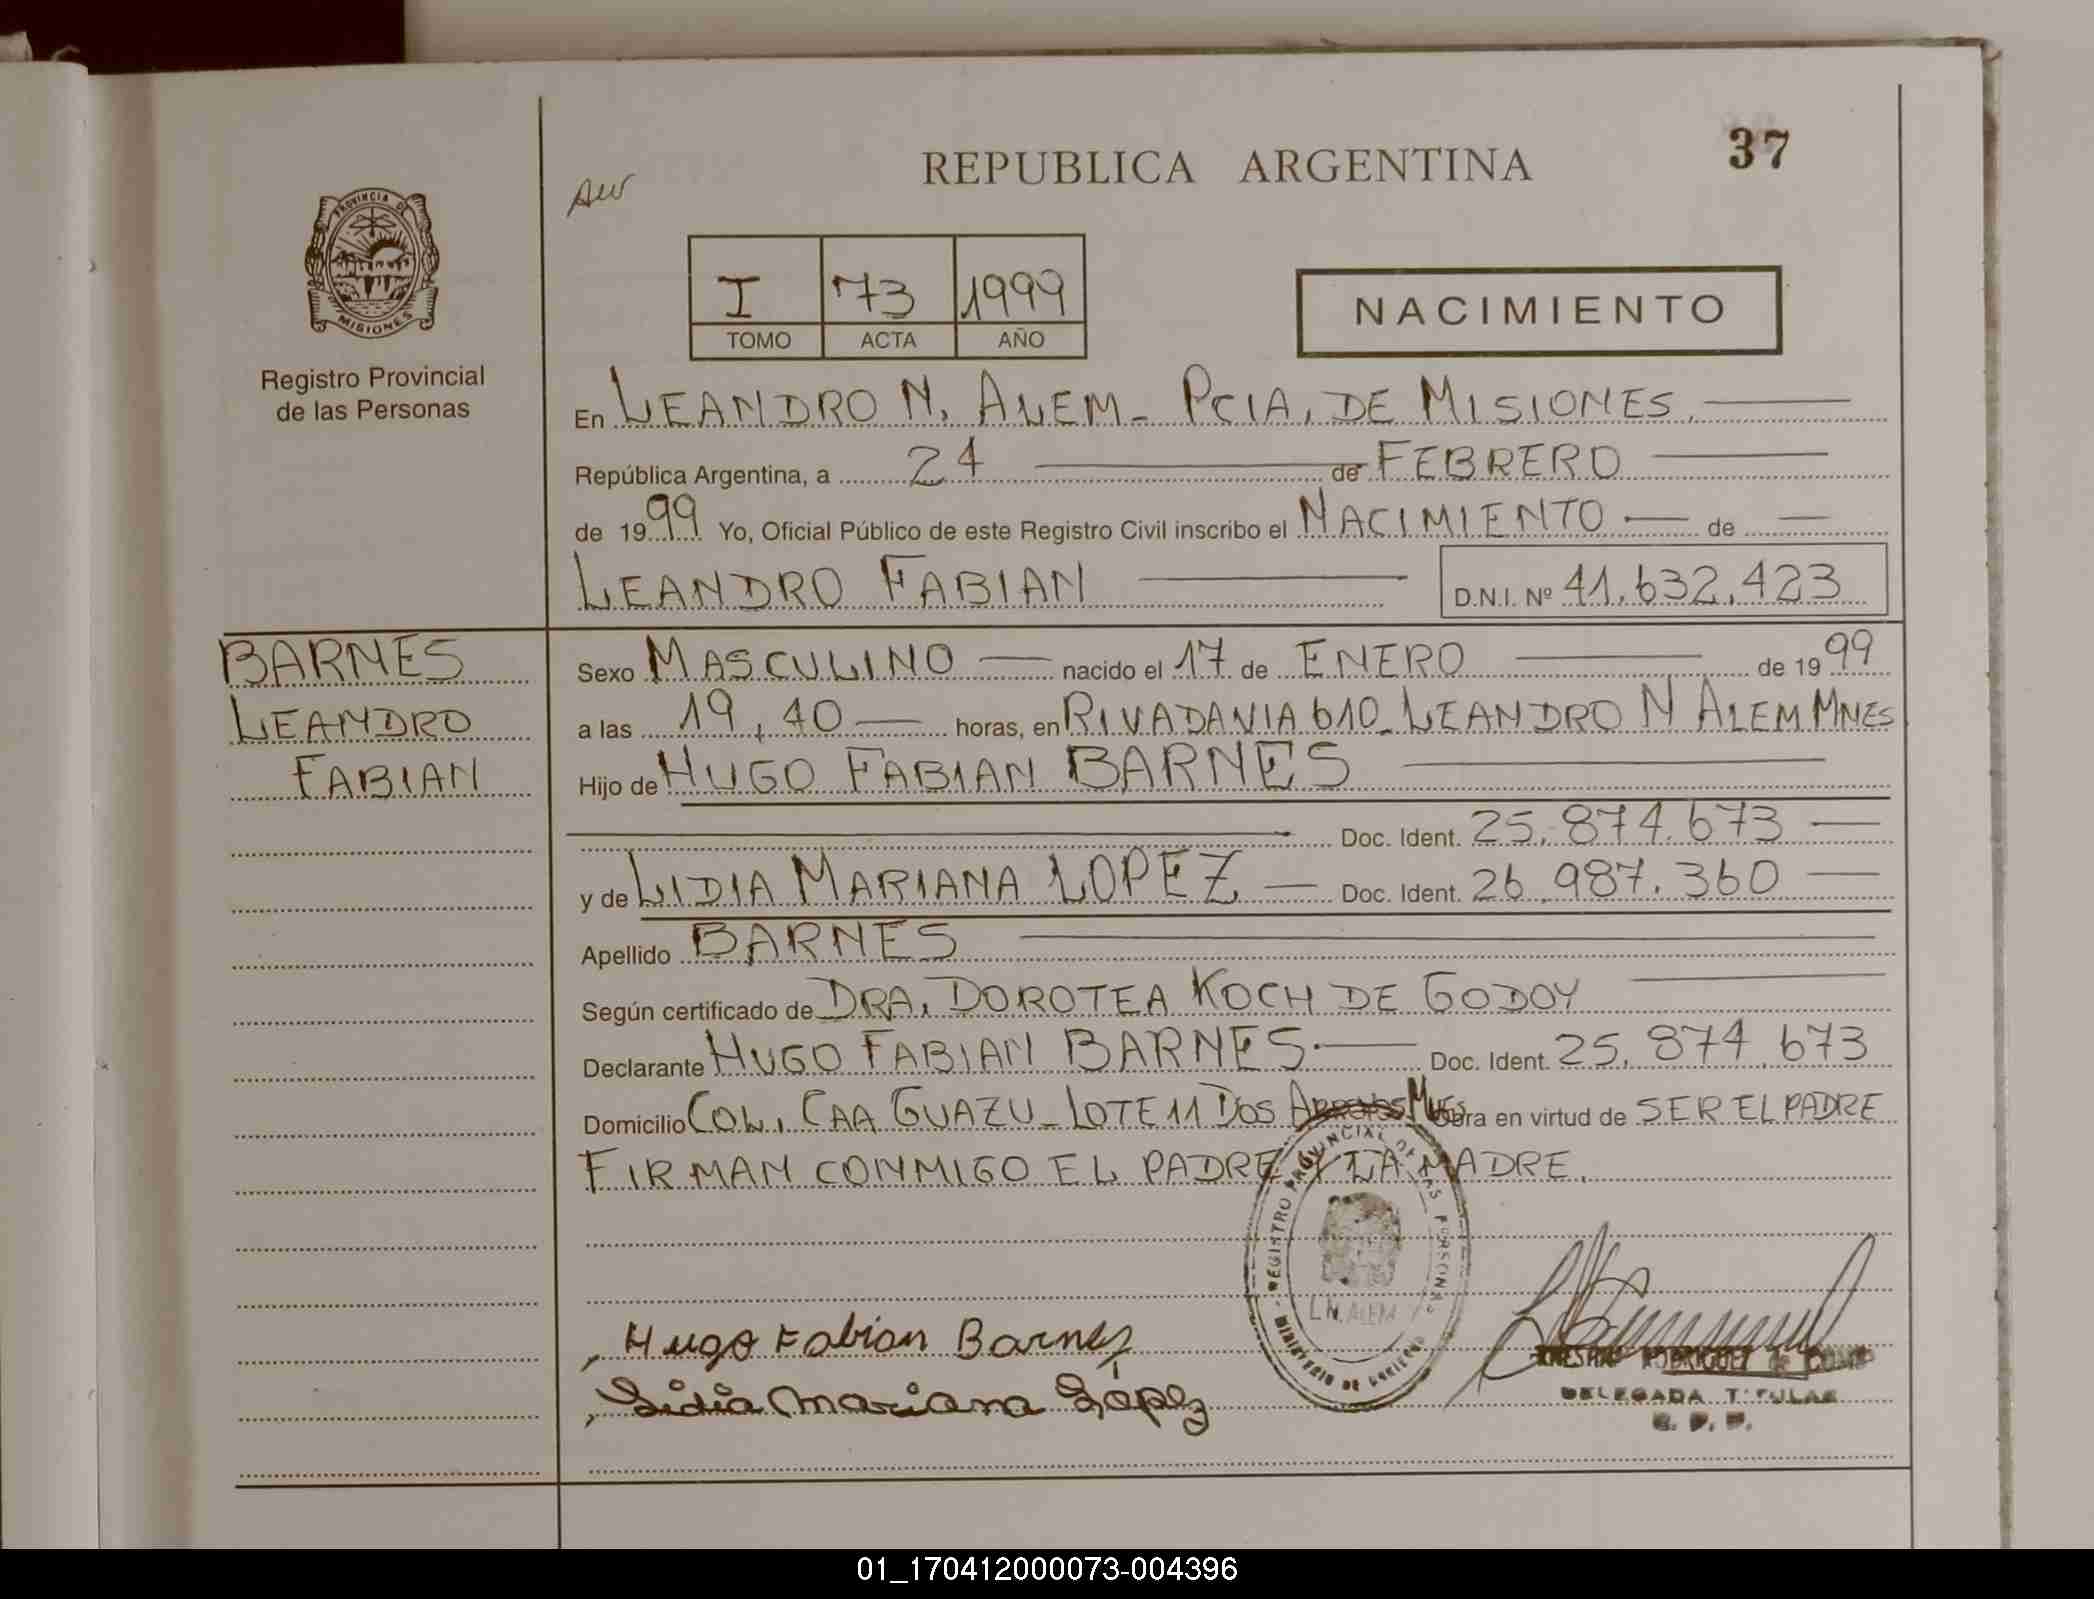 37
REPUBLICA ARGENTINA
PROVINCIA DE
MISIONES
Registro Provincial
de las Personas
I 73 1999
TOMO ACTA AÑO
NACIMIENTO
En LEANDRO N. ALEM - PCIA. DE MISIONES.
República Argentina, a 24 de FEBRERO
de 1999 Yo, Oficial Público de este Registro Civil inscribo el NACIMIENTO de
LEANDRO FABIAN D.N.I. Nº 41.632.423
BARNES
LEANDRO
FABIAN
Sexo MASCULINO nacido el 17 de ENERO de 1999
a las 19,40 horas, en RIVADAVIA 610 - LEANDRO N ALEM MNES
Hijo de HUGO FABIAN BARNES
Doc. Ident. 25.874.673
y de LIDIA MARIANA LOPEZ Doc. Ident. 26.987.360
Apellido BARNES
Según certificado de DRA. DOROTEA KOCH DE GODOY
Declarante HUGO FABIAN BARNES Doc. Ident. 25.874.673
Domicilio COL. CAA GUAZU - LOTE 11 DOS ARROYOS MNES Obra en virtud de SER EL PADRE
FIRMAN CONMIGO EL PADRE Y LA MADRE.
REGISTRO PROVINCIAL DE LAS PERSONAS
L.N. ALEM
MINISTERIO DE GOBIERNO
Hugo Fabian Barnes
Lidia Mariana López
RODRIGUEZ de
DELEGADA TITULAR
01_170412000073-004396